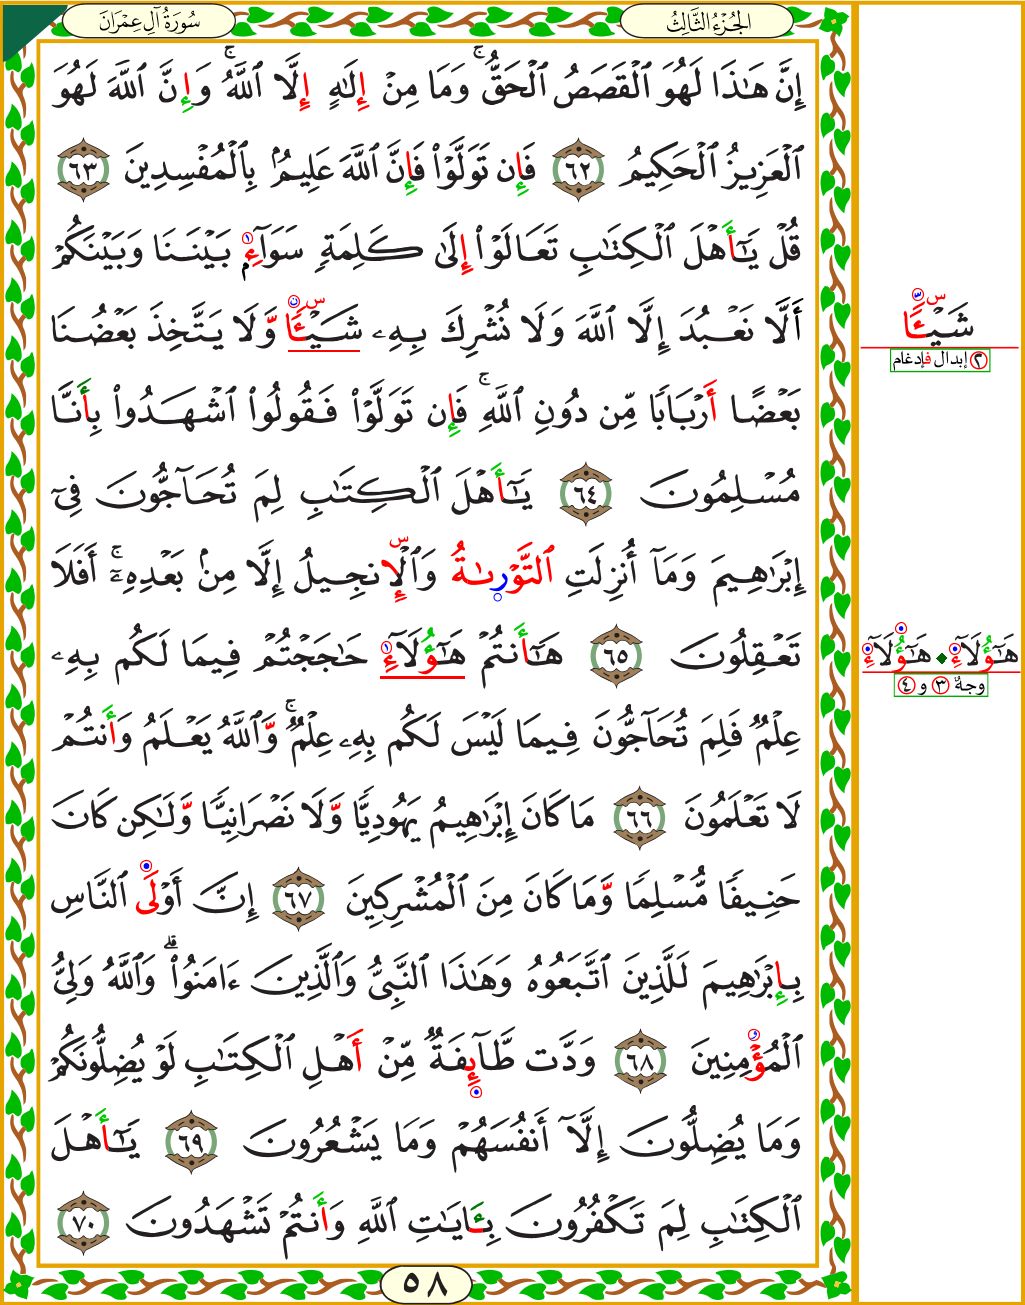 الجُزْءُ الثَّالِثُ
سُورَةُ آلِ عِمْرَانَ
إِنَّ هَٰذَا لَهُوَ ٱلْقَصَصُ ٱلْحَقُّ ۚ وَمَا مِنْ إِلَٰهٍ إِلَّا ٱللَّهُ ۚ وَإِنَّ ٱللَّهَ لَهُوَ
ٱلْعَزِيزُ ٱلْحَكِيمُ ٦٢ فَإِن تَوَلَّوْا۟ فَإِنَّ ٱللَّهَ عَلِيمٌۢ بِٱلْمُفْسِدِينَ ٦٣
قُلْ يَٰٓأَهْلَ ٱلْكِتَٰبِ تَعَالَوْا۟ إِلَىٰ كَلِمَةٍ سَوَآءٍۭ بَيْنَنَا وَبَيْنَكُمْ
أَلَّا نَعْبُدَ إِلَّا ٱللَّهَ وَلَا نُشْرِكَ بِهِۦ شَيْـًٔا وَلَا يَتَّخِذَ بَعْضُنَا
بَعْضًا أَرْبَابًا مِّن دُونِ ٱللَّهِ ۚ فَإِن تَوَلَّوْا۟ فَقُولُوا۟ ٱشْهَدُوا۟ بِأَنَّا
مُسْلِمُونَ ٦٤ يَٰٓأَهْلَ ٱلْكِتَٰبِ لِمَ تُحَآجُّونَ فِىٓ
إِبْرَٰهِيمَ وَمَآ أُنزِلَتِ ٱلتَّوْرَىٰةُ وَٱلْإِنجِيلُ إِلَّا مِنۢ بَعْدِهِۦٓ ۚ أَفَلَا
تَعْقِلُونَ ٦٥ هَٰٓأَنتُمْ هَٰٓؤُلَآءِ حَٰجَجْتُمْ فِيمَا لَكُم بِهِۦ
عِلْمٌ فَلِمَ تُحَآجُّونَ فِيمَا لَيْسَ لَكُم بِهِۦ عِلْمٌ ۚ وَٱللَّهُ يَعْلَمُ وَأَنتُمْ
لَا تَعْلَمُونَ ٦٦ مَا كَانَ إِبْرَٰهِيمُ يَهُودِيًّا وَلَا نَصْرَانِيًّا وَلَٰكِن كَانَ
حَنِيفًا مُّسْلِمًا وَمَا كَانَ مِنَ ٱلْمُشْرِكِينَ ٦٧ إِنَّ أَوْلَى ٱلنَّاسِ
بِإِبْرَٰهِيمَ لَلَّذِينَ ٱتَّبَعُوهُ وَهَٰذَا ٱلنَّبِىُّ وَٱلَّذِينَ ءَامَنُوا۟ ۗ وَٱللَّهُ وَلِىُّ
ٱلْمُؤْمِنِينَ ٦٨ وَدَّت طَّآئِفَةٌ مِّنْ أَهْلِ ٱلْكِتَٰبِ لَوْ يُضِلُّونَكُمْ
وَمَا يُضِلُّونَ إِلَّآ أَنفُسَهُمْ وَمَا يَشْعُرُونَ ٦٩ يَٰٓأَهْلَ
ٱلْكِتَٰبِ لِمَ تَكْفُرُونَ بِـَٔايَٰتِ ٱللَّهِ وَأَنتُمْ تَشْهَدُونَ ٧٠
٥٨
شَيْـًٔا
٢ إبدال فإدغام
هَٰٓؤُلَآءِ هَٰٓؤُلَآءِ
وجهٌ ٣ و ٤